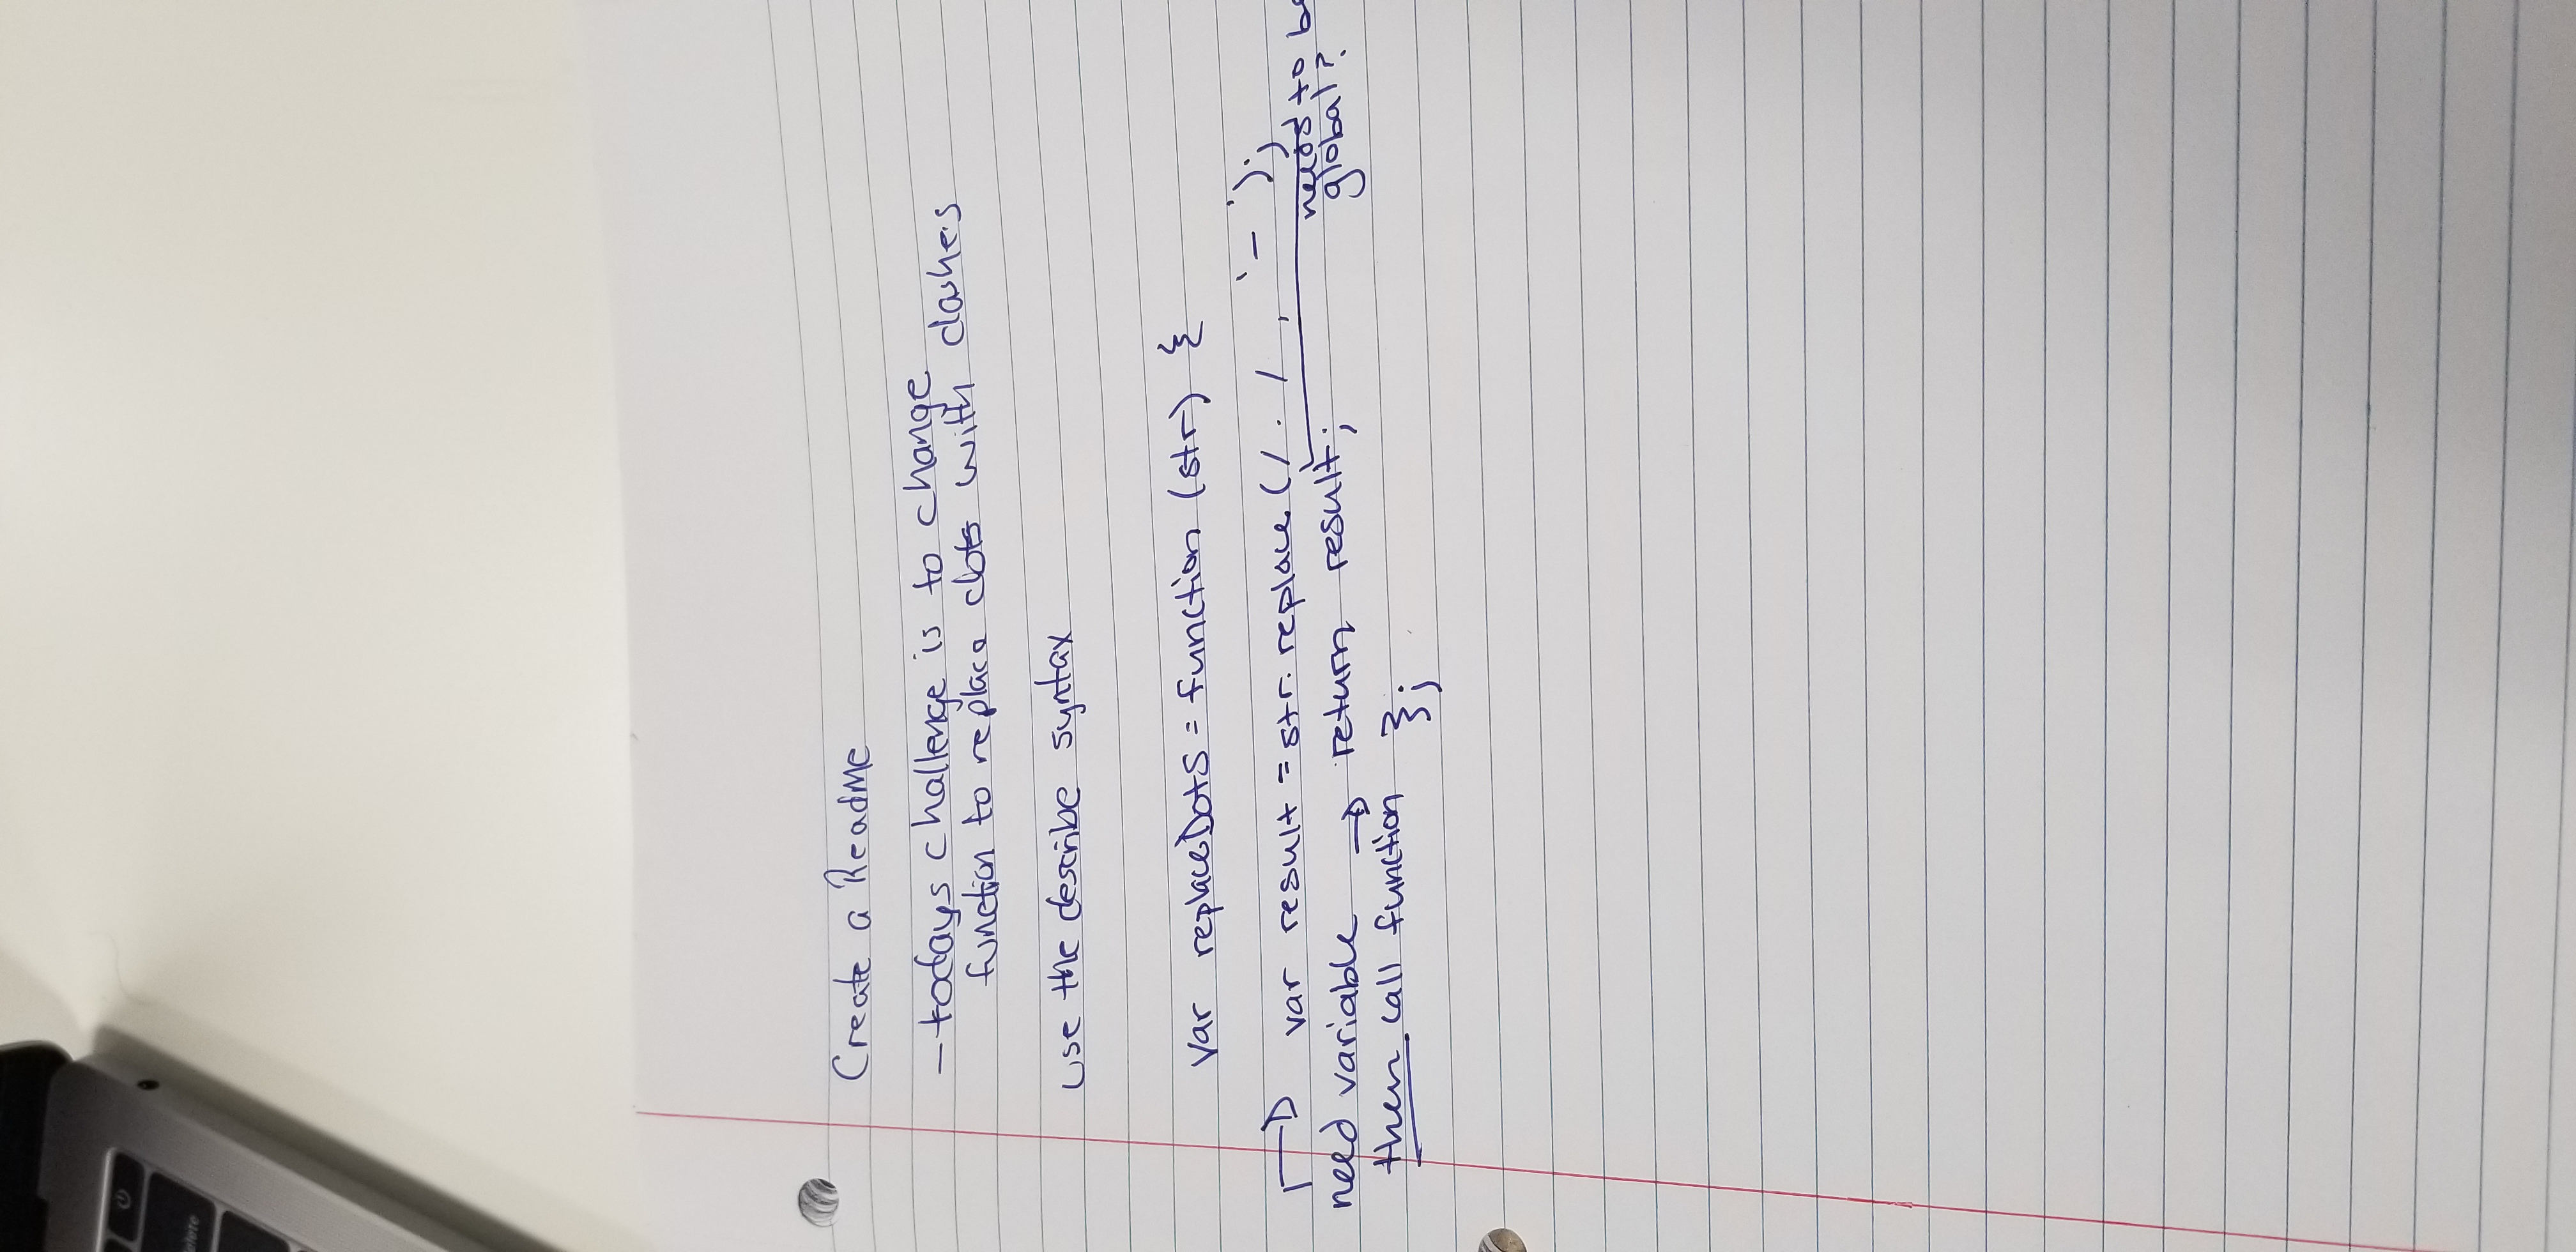 elete
Create a ReadMe
- todays challenge is to change
function to replace dots with dashes
use the describe syntax
var replaceDots = function (str) {
var result = str.replace(/./, '-');
needs to be
global?
need variable → return result;
then call function };